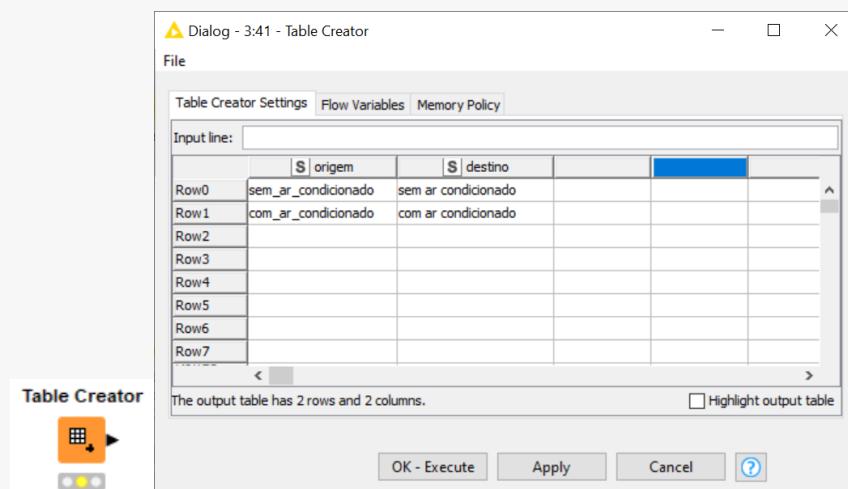 Dialog - 3:41 - Table Creator
File
Table Creator Settings Flow Variables Memory Policy
Input line:
S origem S destino
Row0 sem_ar_condicionado sem ar condicionado
Row1 com_ar_condicionado com ar condicionado
Row2
Row3
Row4
Row5
Row6
Row7
The output table has 2 rows and 2 columns. Highlight output table
OK - Execute Apply Cancel ?
Table Creator